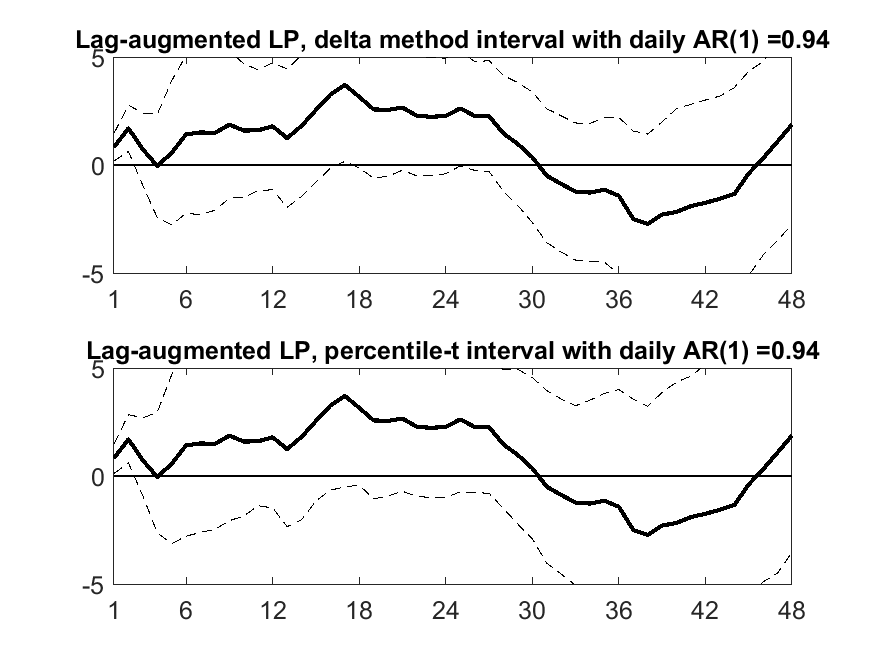 Lag-augmented LP, delta method interval with daily AR(1) =0.94
5
0
-5
1 6 12 18 24 30 36 42 48
Lag-augmented LP, percentile-t interval with daily AR(1) =0.94
5
0
-5
1 6 12 18 24 30 36 42 48